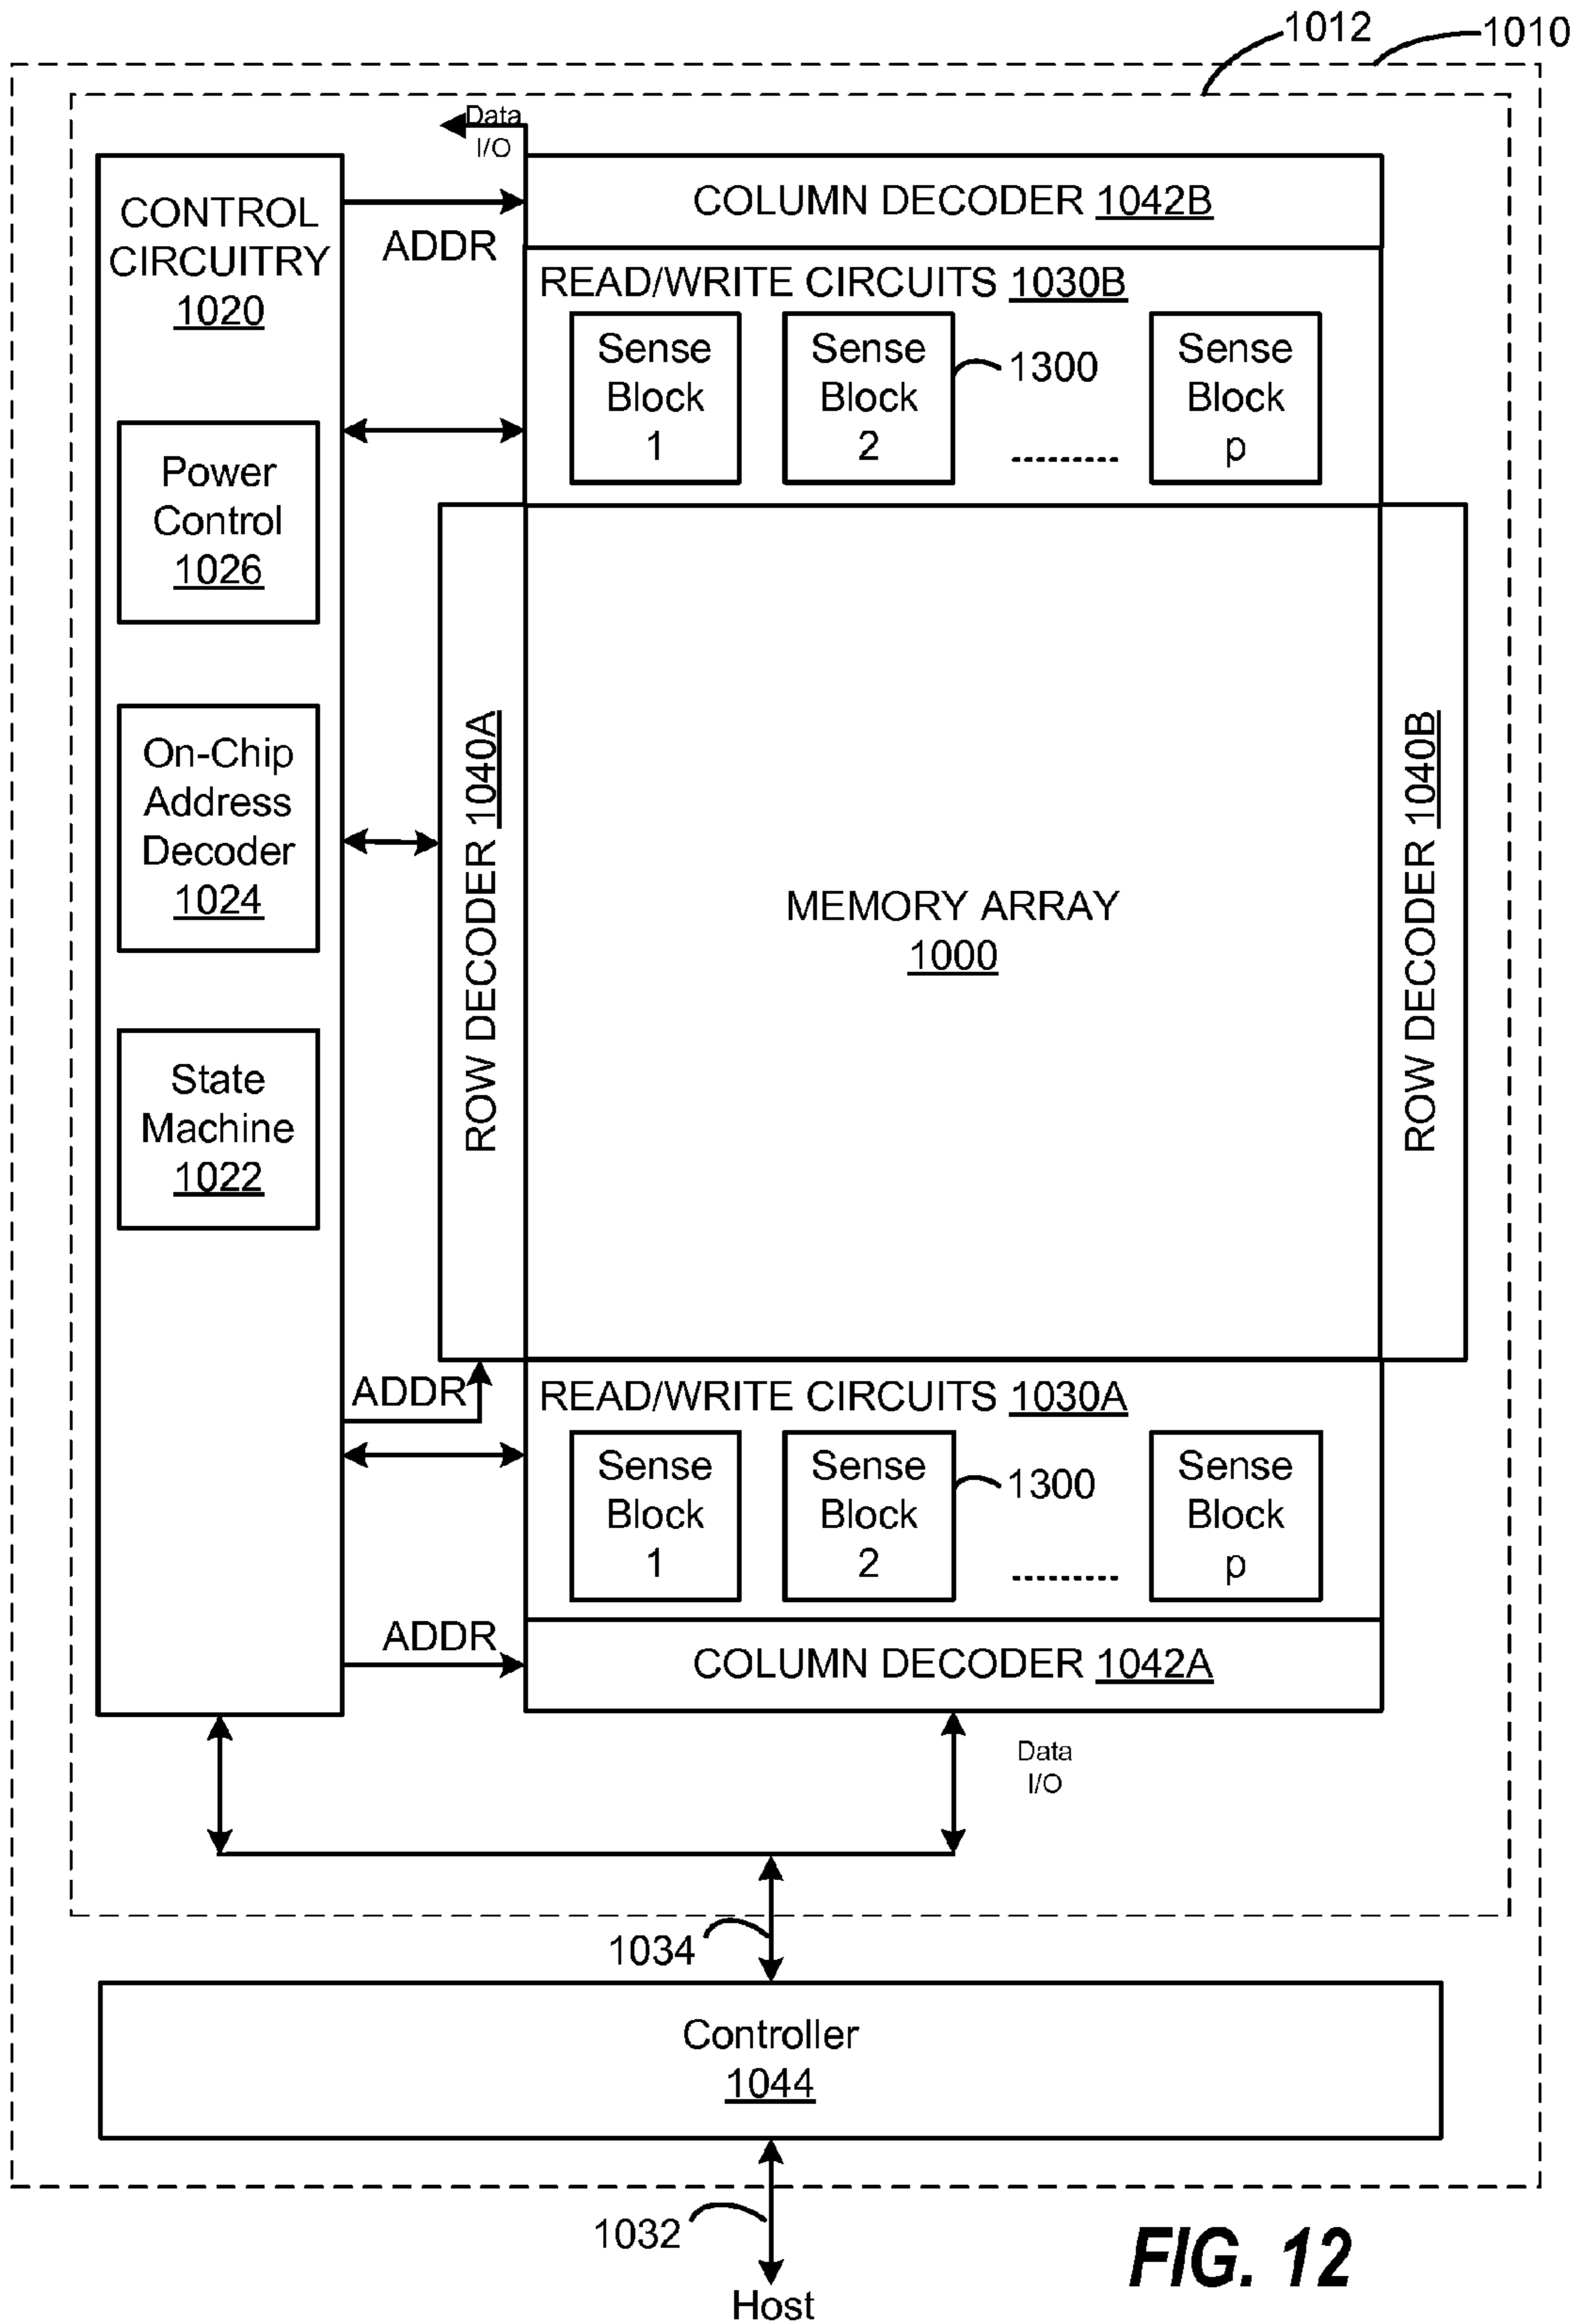 1012
1010
Data
I/O
CONTROL
CIRCUITRY
1020
ADDR
COLUMN DECODER 1042B
READ/WRITE CIRCUITS 1030B
Sense
Block
1
Sense
Block
2
1300
.........
Sense
Block
p
Power
Control
1026
On-Chip
Address
Decoder
1024
State
Machine
1022
ROW DECODER 1040A
MEMORY ARRAY
1000
ROW DECODER 1040B
ADDR
READ/WRITE CIRCUITS 1030A
Sense
Block
1
Sense
Block
2
1300
.........
Sense
Block
p
ADDR
COLUMN DECODER 1042A
Data
I/O
1034
Controller
1044
1032
Host
FIG. 12